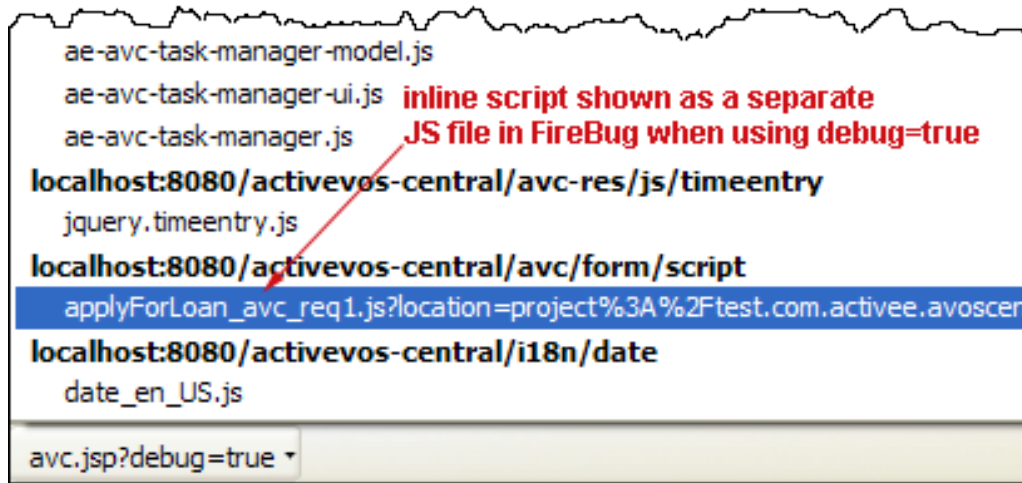 ae-avc-task-manager-model.js
ae-avc-task-manager-ui.js inline script shown as a separate
ae-avc-task-manager.js JS file in FireBug when using debug=true
localhost:8080/activevos-central/avc-res/js/timeentry
jquery.timeentry.js
localhost:8080/activevos-central/avc/form/script
applyForLoan_avc_req1.js?location=project%3A%2Ftest.com.activee.avoscen
localhost:8080/activevos-central/i18n/date
date_en_US.js
avc.jsp?debug=true